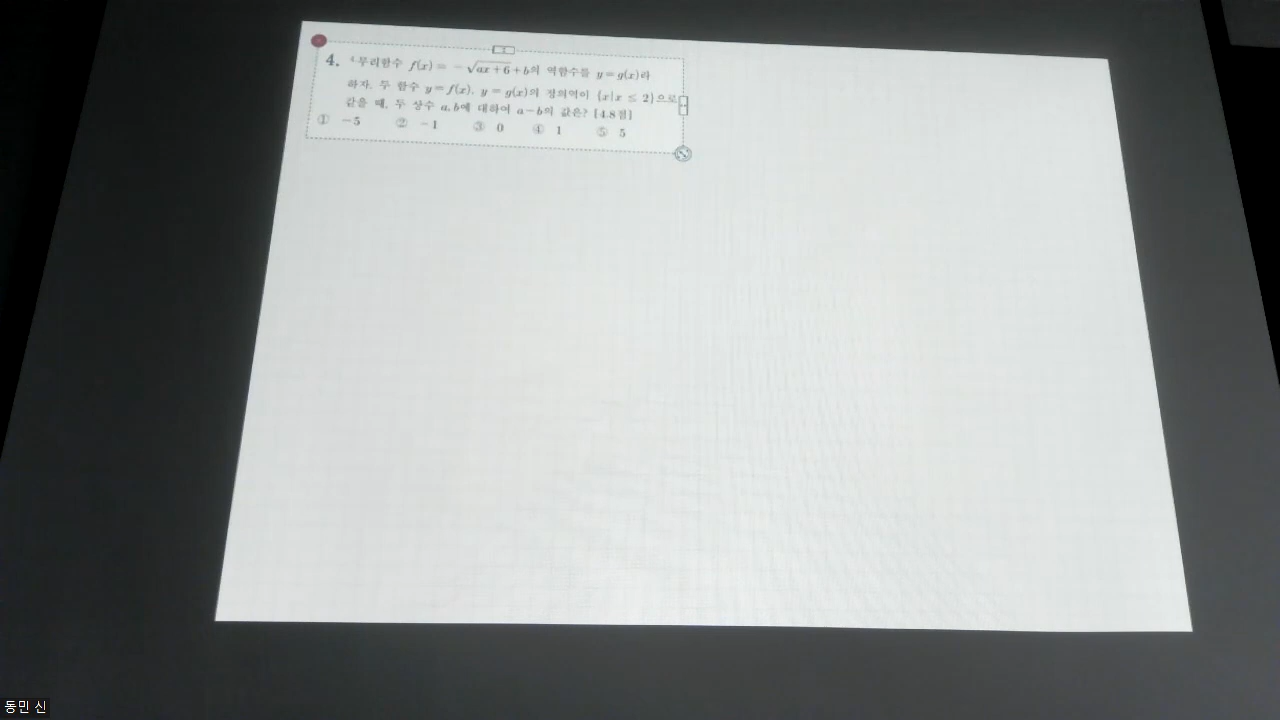 4. 무리함수 f(x) = -√(ax+6)+b의 역함수를 y=g(x)라
하자. 두 함수 y=f(x), y=g(x)의 정의역이 {x|x ≤ 2}으로
같을 때, 두 상수 a, b에 대하여 a-b의 값은? [4.8점]
① -5 ② -1 ③ 0 ④ 1 ⑤ 5
동민 신